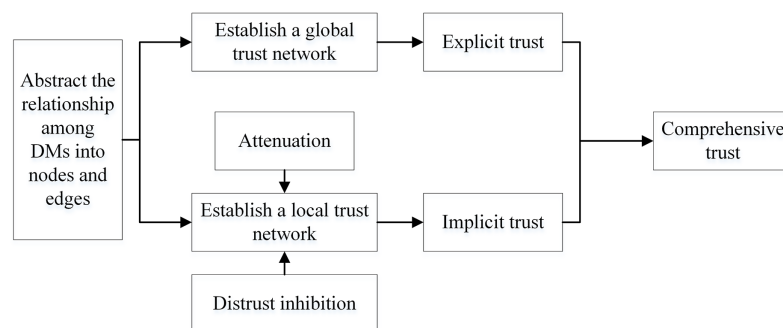 Abstract the
relationship
among
DMs into
nodes and
edges
Establish a global
trust network
Explicit trust
Attenuation
Establish a local trust
network
Implicit trust
Distrust inhibition
Comprehensive
trust